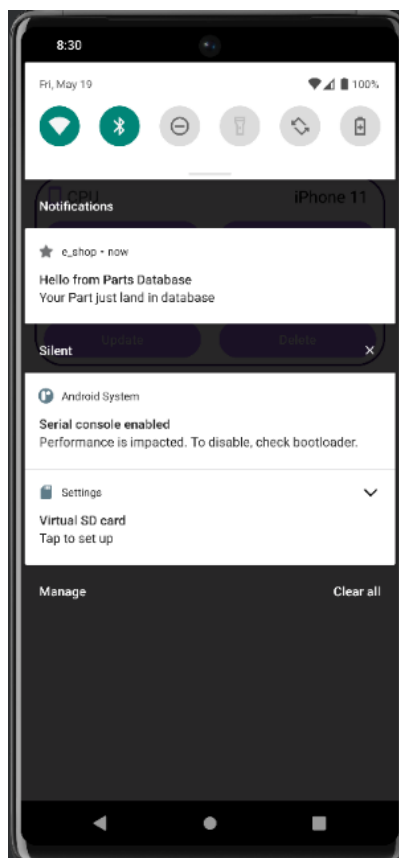 8:30
Fri, May 19
100%
CPU
iPhone 11
Notifications
e_shop • now
Hello from Parts Database
Your Part just land in database
Update
Delete
Silent
Android System
Serial console enabled
Performance is impacted. To disable, check bootloader.
Settings
Virtual SD card
Tap to set up
Manage
Clear all